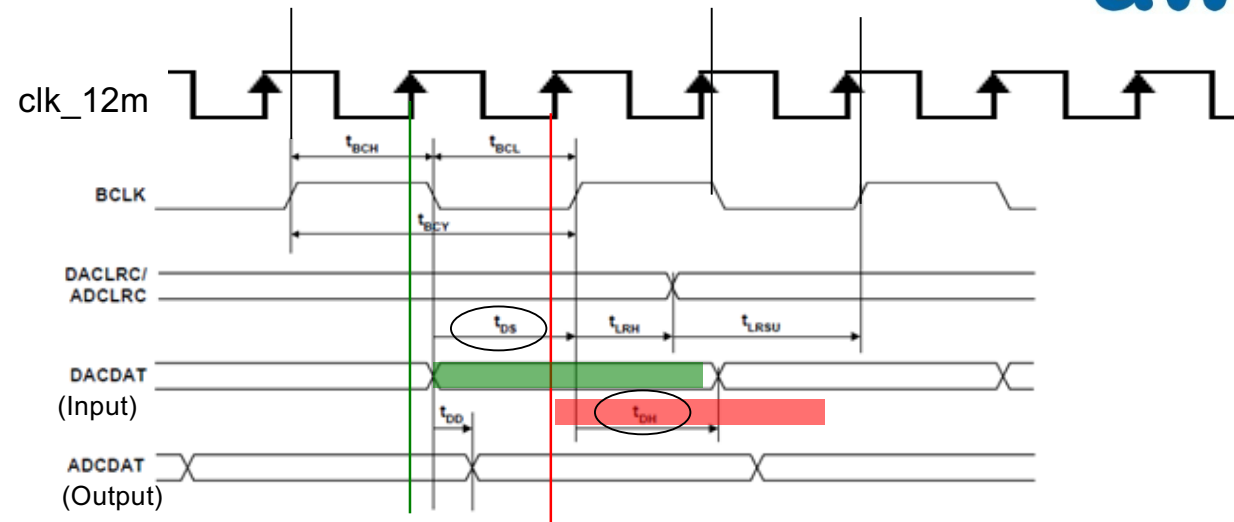 clk_12m
tBCH
tBCL
BCLK
tBCY
DACLRC/
ADCLRC
tDS
tLRH
tLRSU
DACDAT
(Input)
tDH
tDD
ADCDAT
(Output)